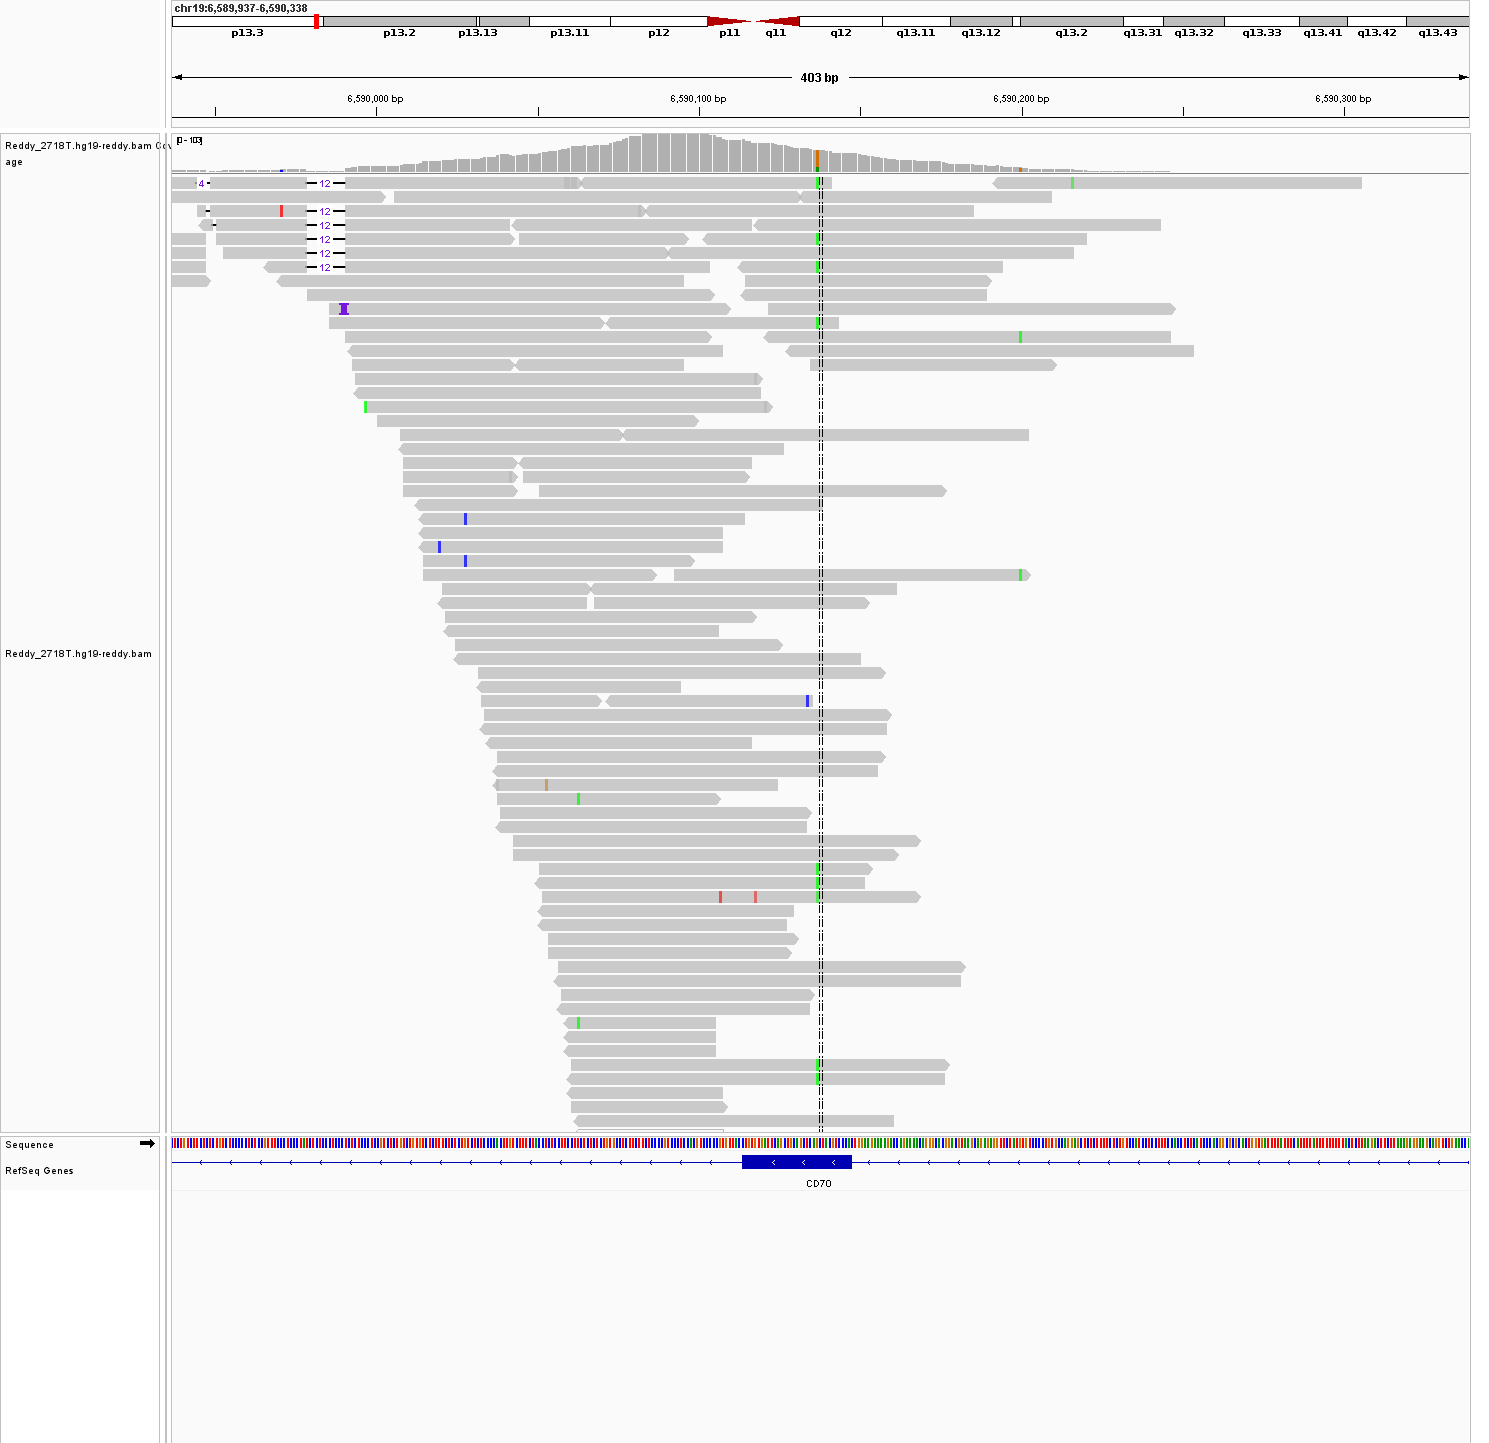 chr19:6,589,937-6,590,338
p13.3 p13.2 p13.13 p13.11 p12 p11 q11 q12 q13.11 q13.12 q13.2 q13.31 q13.32 q13.33 q13.41 q13.42 q13.43
403 bp
6,590,000 bp 6,590,100 bp 6,590,200 bp 6,590,300 bp
[0 - 103]
Reddy_2718T.hg19-reddy.bam Cov
age
4 12
12
12
12
12
12
Reddy_2718T.hg19-reddy.bam
Sequence
RefSeq Genes
CD70